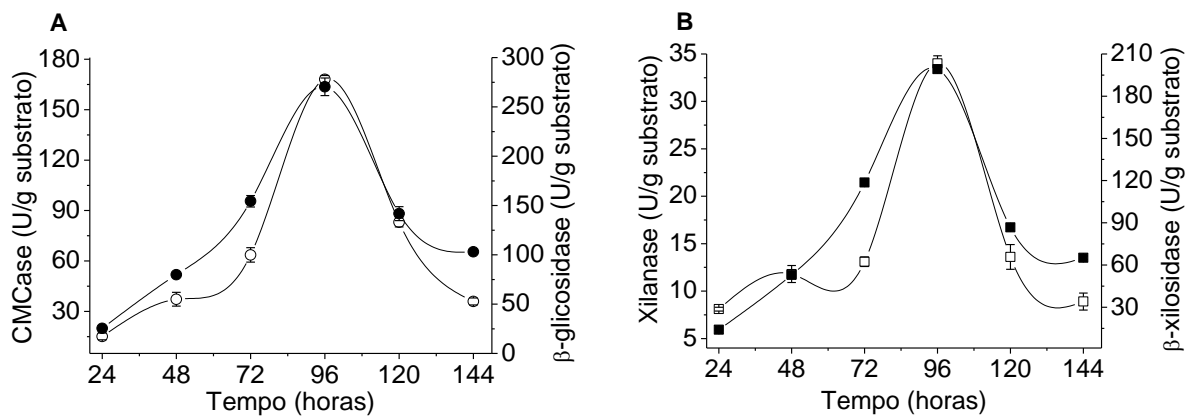 A
CMCase (U/g substrato)
180
150
120
90
60
30
β-glicosidase (U/g substrato)
300
250
200
150
100
50
0
24 48 72 96 120 144
Tempo (horas)
B
Xilanase (U/g substrato)
35
30
25
20
15
10
5
β-xilosidase (U/g substrato)
210
180
150
120
90
60
30
24 48 72 96 120 144
Tempo (horas)